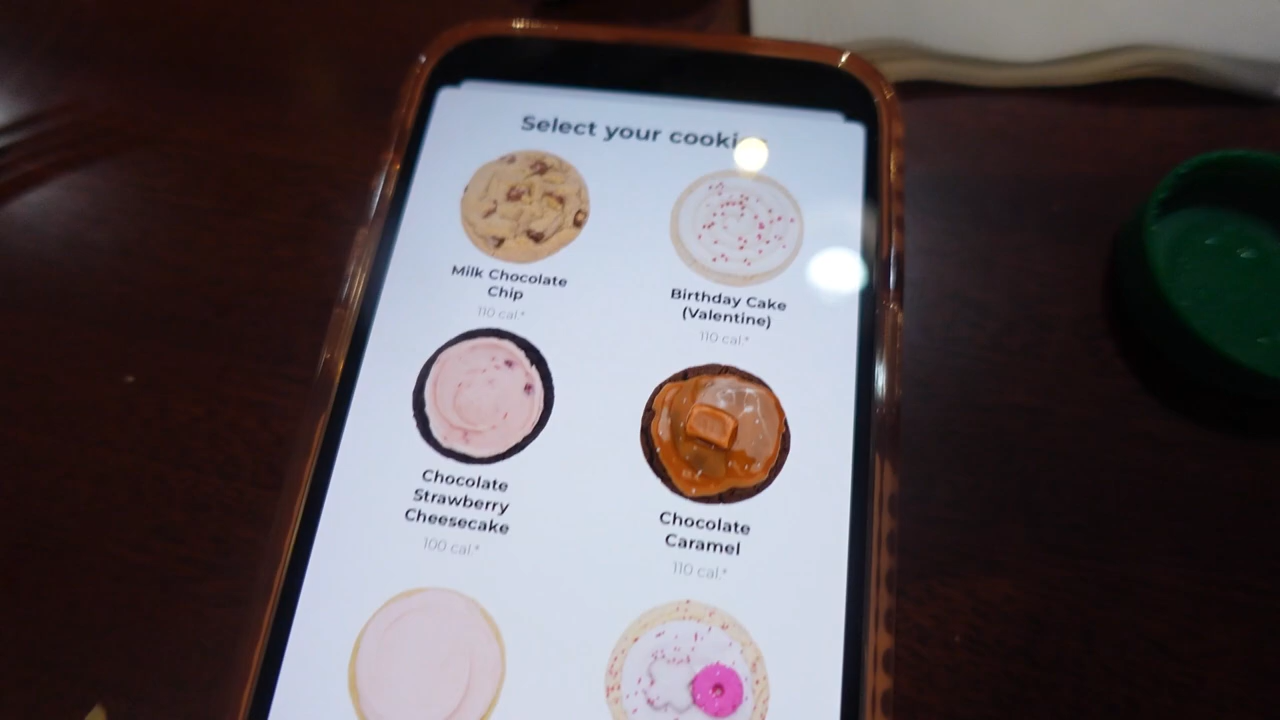 Select your cooki
Milk Chocolate
Chip
110 cal.*
Birthday Cake
(Valentine)
110 cal.*
Chocolate
Strawberry
Cheesecake
100 cal.*
Chocolate
Caramel
110 cal.*